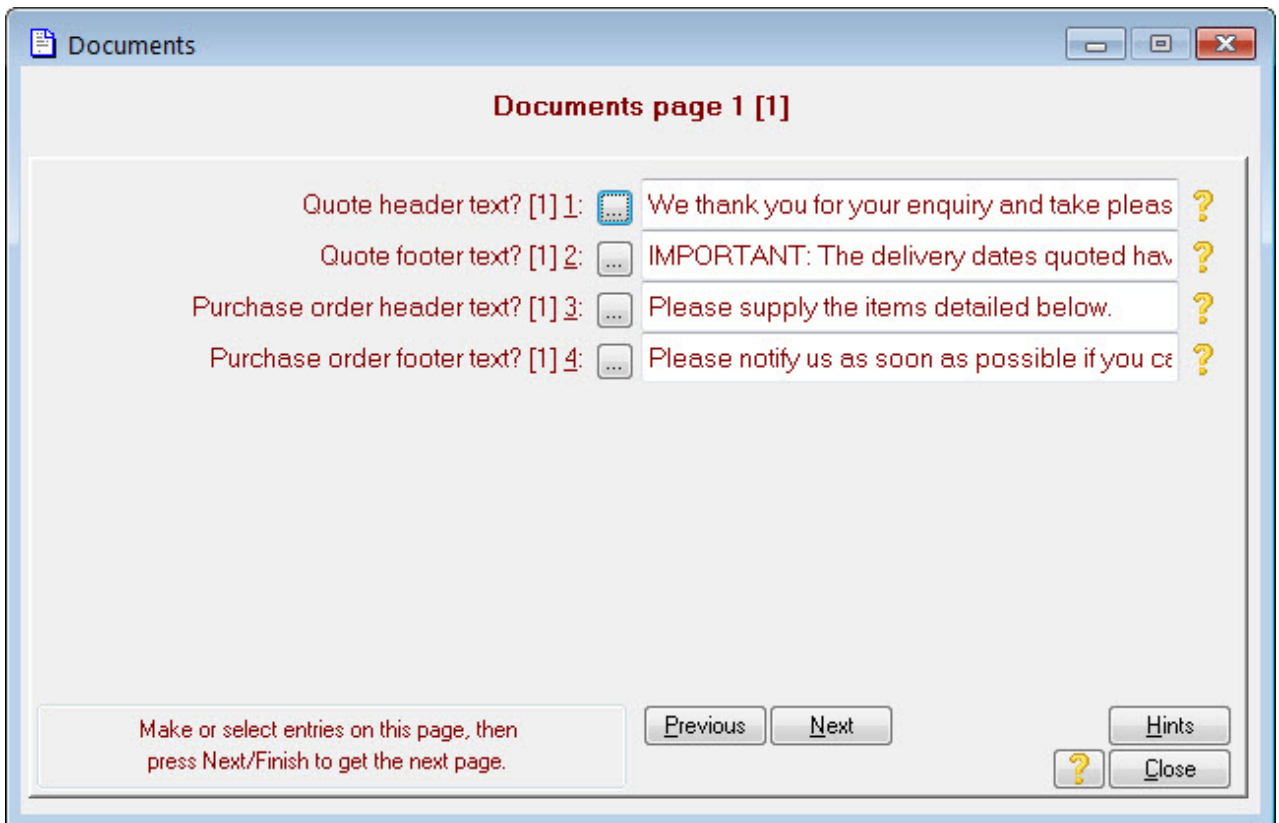 Documents
Documents page 1 [1]
Quote header text? [1] 1: ... We thank you for your enquiry and take pleas ?
Quote footer text? [1] 2: ... IMPORTANT: The delivery dates quoted hav ?
Purchase order header text? [1] 3: ... Please supply the items detailed below. ?
Purchase order footer text? [1] 4: ... Please notify us as soon as possible if you ca ?
Make or select entries on this page, then
press Next/Finish to get the next page.
Previous Next Hints
? Close